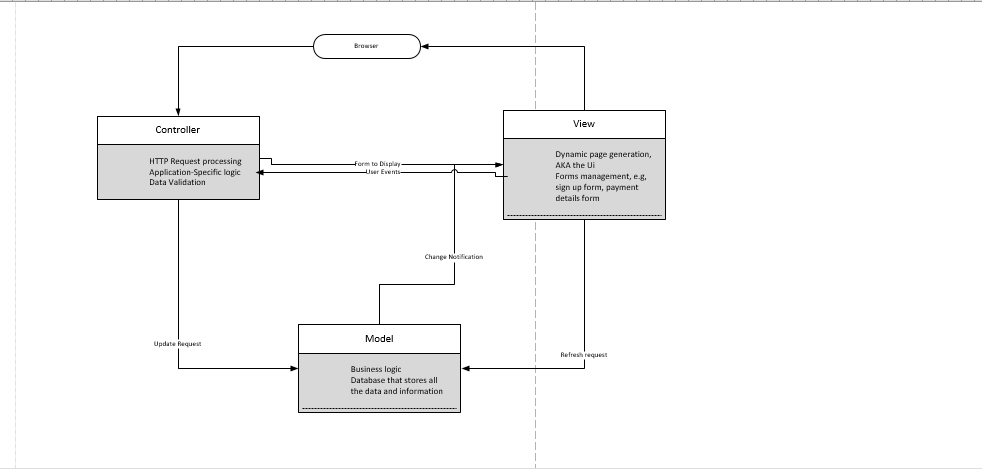 Browser
Controller
HTTP Request processing
Application-Specific logic
Data Validation
View
Dynamic page generation,
AKA the Ui
Forms management, e.g,
sign up form, payment
details form
Form to Display
User Events
Change Notification
Update Request
Refresh request
Model
Business logic
Database that stores all
the data and information